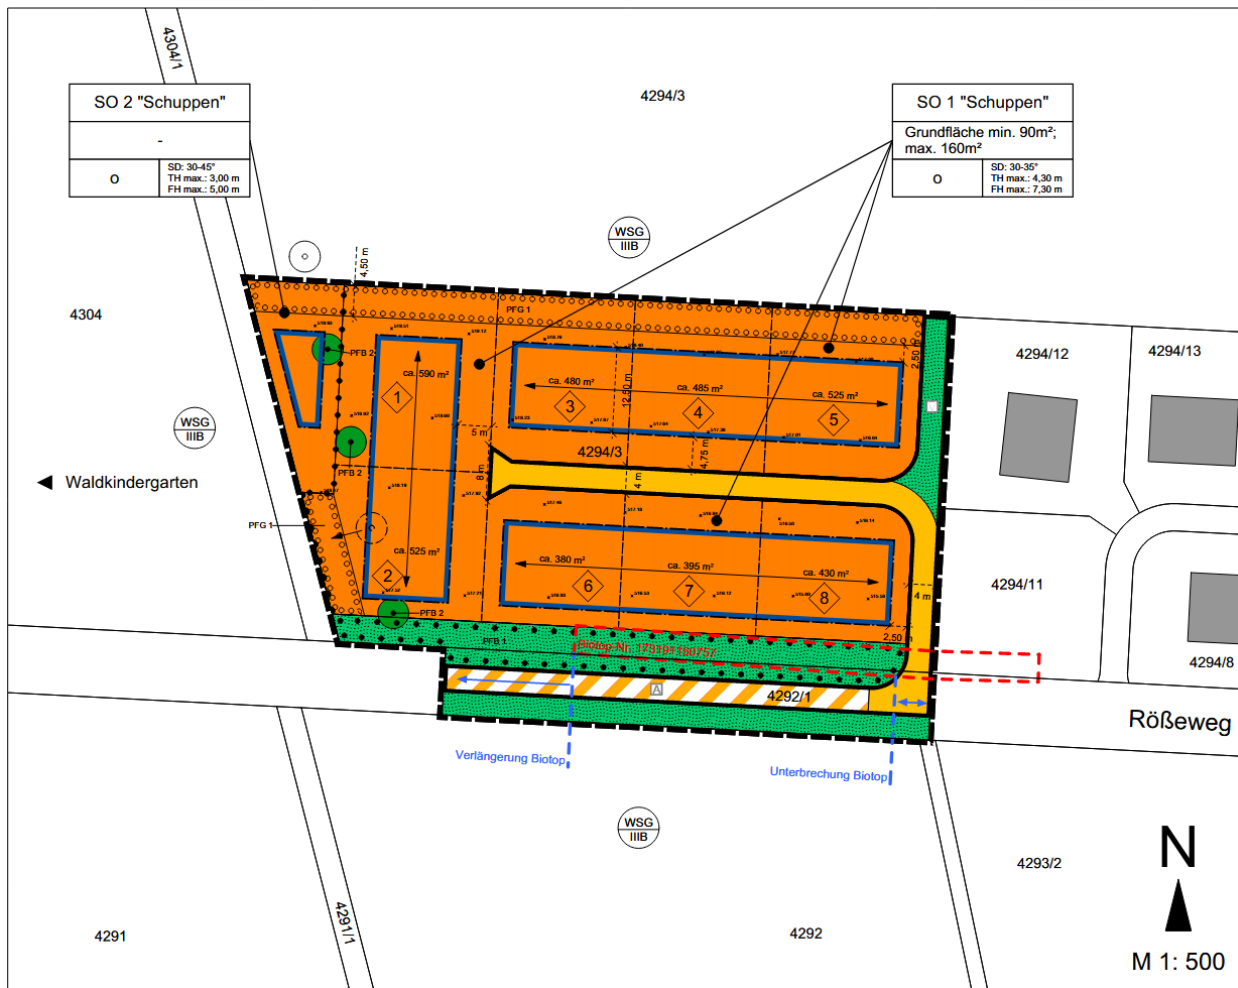 4304/1
SO 2 "Schuppen"
-
o
SD: 30-45°
TH max.: 3,00 m
FH max.: 5,00 m
4294/3
SO 1 "Schuppen"
Grundfläche min. 90m²;
max. 160m²
o
SD: 30-35°
TH max.: 4,30 m
FH max.: 7,30 m
WSG
IIIB
4,50 m
4304
PFG 1
PFB 2
4294/12
4294/13
2,50 m
ca. 590 m²
1
ca. 480 m²
ca. 485 m²
ca. 525 m²
12,50 m
3
4
5
WSG
IIIB
5 m
4294/3
4,75 m
PFB 2
8 m
4 m
Waldkindergarten
PFG 1
ca. 525 m²
2
ca. 380 m²
ca. 395 m²
ca. 430 m²
6
7
8
4294/11
4 m
PFB 2
2,50 m
PFB 1
Biotop-Nr. 179191180757
4294/8
A
4292/1
Rößeweg
Verlängerung Biotop
Unterbrechung Biotop
WSG
IIIB
N
4293/2
4291
4291/1
4292
M 1: 500